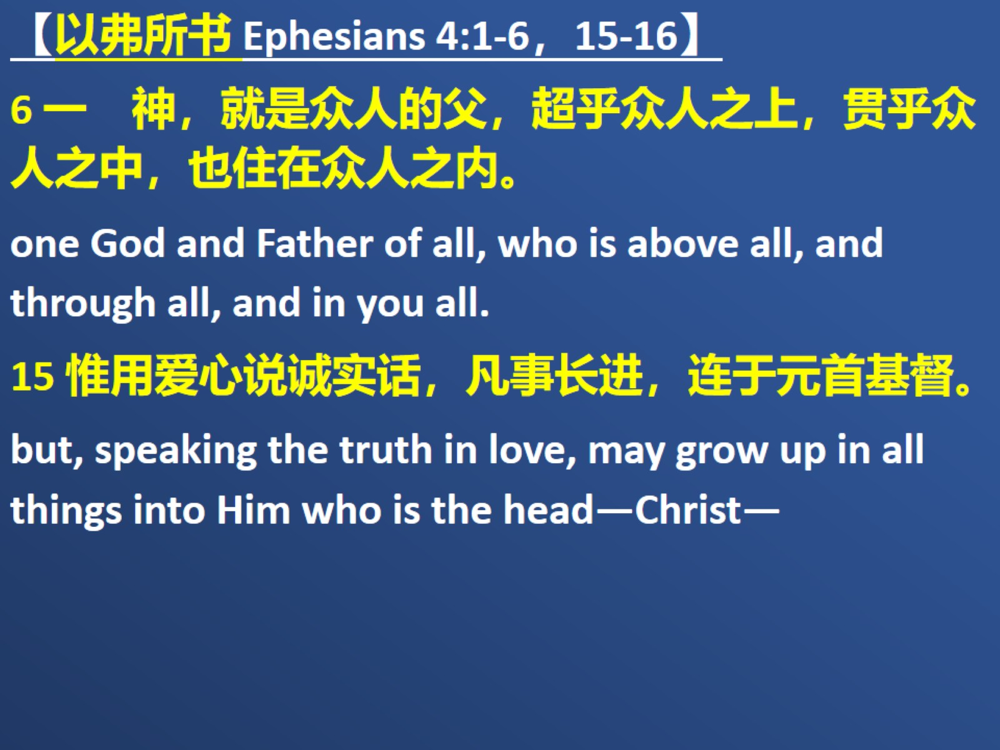 【以弗所书 Ephesians 4:1-6，15-16】
6 一　神，就是众人的父，超乎众人之上，贯乎众
人之中，也住在众人之内。
one God and Father of all, who is above all, and
through all, and in you all.
15 惟用爱心说诚实话，凡事长进，连于元首基督。
but, speaking the truth in love, may grow up in all
things into Him who is the head—Christ—